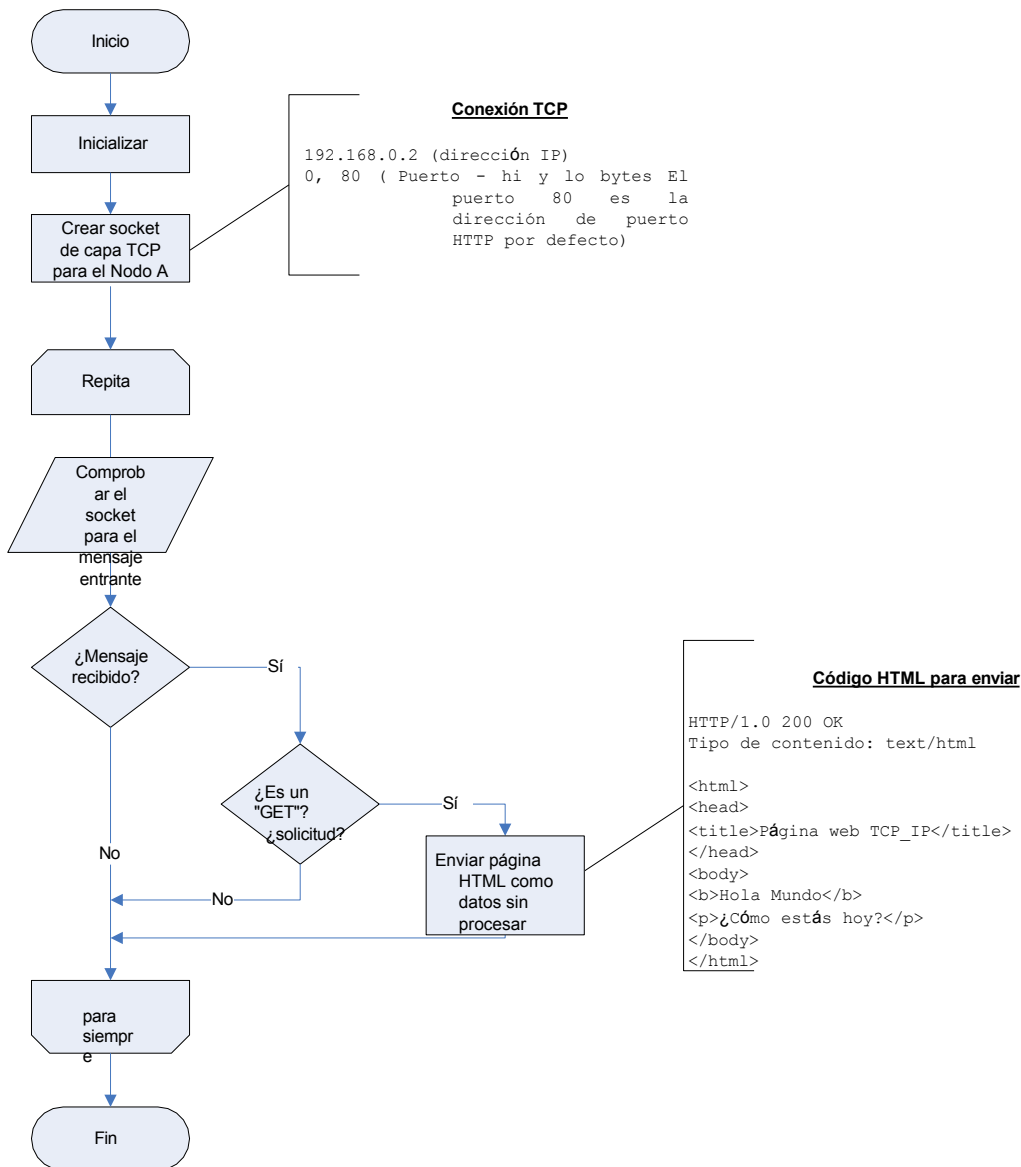 Inicio
Inicializar
Crear socket
de capa TCP
para el Nodo A
Conexión TCP
192.168.0.2 (dirección IP)
0, 80 ( Puerto - hi y lo bytes El
puerto 80 es la
dirección de puerto
HTTP por defecto)
Repita
Comprob
ar el
socket
para el
mensaje
entrante
¿Mensaje
recibido?
Sí
No
¿Es un
"GET"?
¿solicitud?
Sí
No
Enviar página
HTML como
datos sin
procesar
Código HTML para enviar
HTTP/1.0 200 OK
Tipo de contenido: text/html
<html>
<head>
<title>Página web TCP_IP</title>
</head>
<body>
<b>Hola Mundo</b>
<p>¿Cómo estás hoy?</p>
</body>
</html>
para
siempr
e
Fin